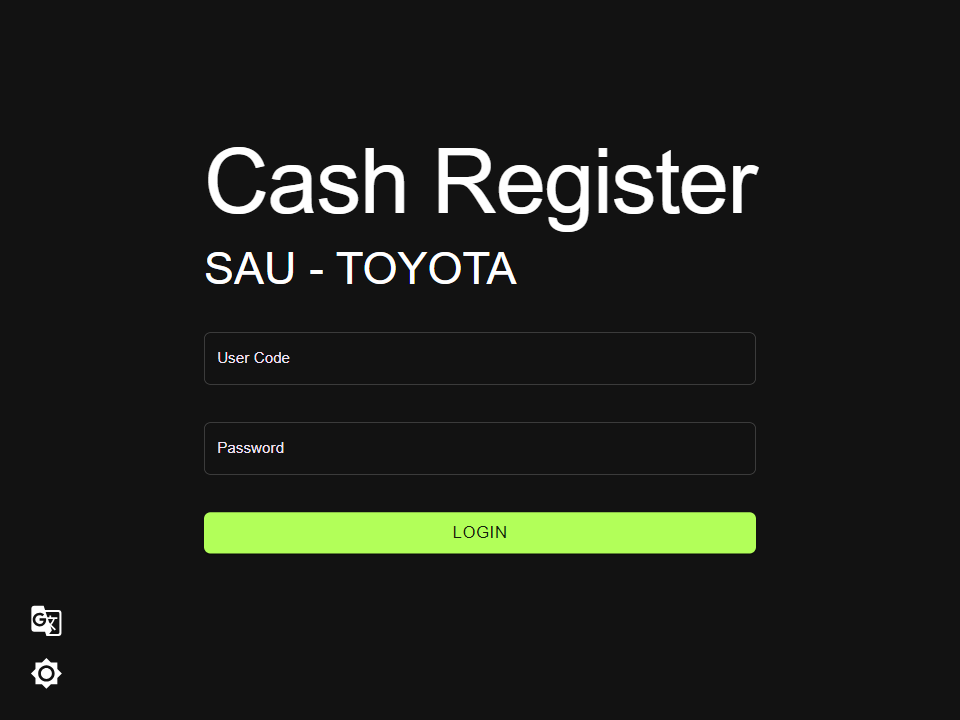 Cash Register
SAU - TOYOTA
User Code
Password
LOGIN